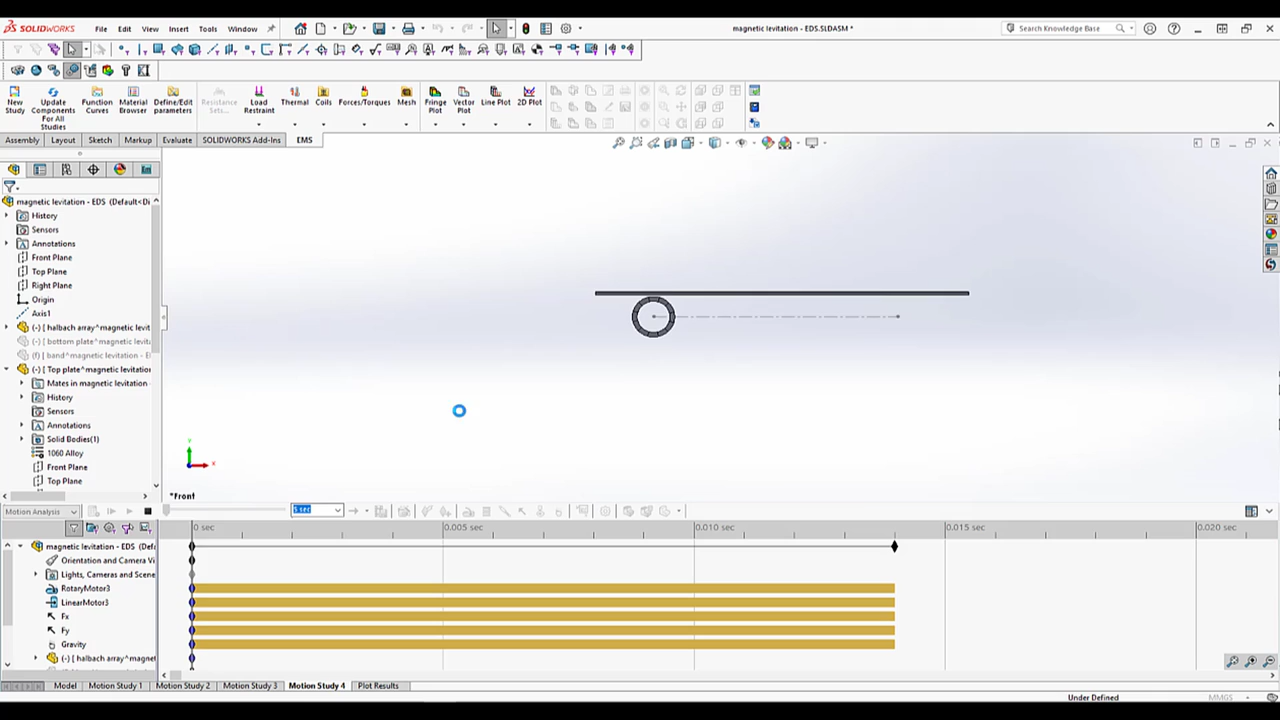 SOLIDWORKS File Edit View Insert Tools Window magnetic levitation - EDS.SLDASM * Search Knowledge Base
New Study Update Components For All Studies Function Curves Material Browser Define/Edit parameters Resistance Sets... Load Restraint Thermal Coils Forces/Torques Mesh Fringe Plot Vector Plot Line Plot 2D Plot
Assembly Layout Sketch Markup Evaluate SOLIDWORKS Add-Ins EMS
magnetic levitation - EDS (Default<Di
History
Sensors
Annotations
Front Plane
Top Plane
Right Plane
Origin
Axis1
(-) [ halbach array^magnetic levit
(-) [ bottom plate^magnetic levita
(f) [ band^magnetic levitation - E
(-) [ Top plate^magnetic levitation
Mates in magnetic levitation
History
Sensors
Annotations
Solid Bodies(1)
1060 Alloy
Front Plane
Top Plane
y
x
*Front
Motion Analysis 5 sec
0 sec 0.005 sec 0.010 sec 0.015 sec 0.020 sec
magnetic levitation - EDS (Defa
Orientation and Camera Vi
Lights, Cameras and Scene
RotaryMotor3
LinearMotor3
Fx
Fy
Gravity
(-) [ halbach array^magnet
Model Motion Study 1 Motion Study 2 Motion Study 3 Motion Study 4 Plot Results
Under Defined MMGS